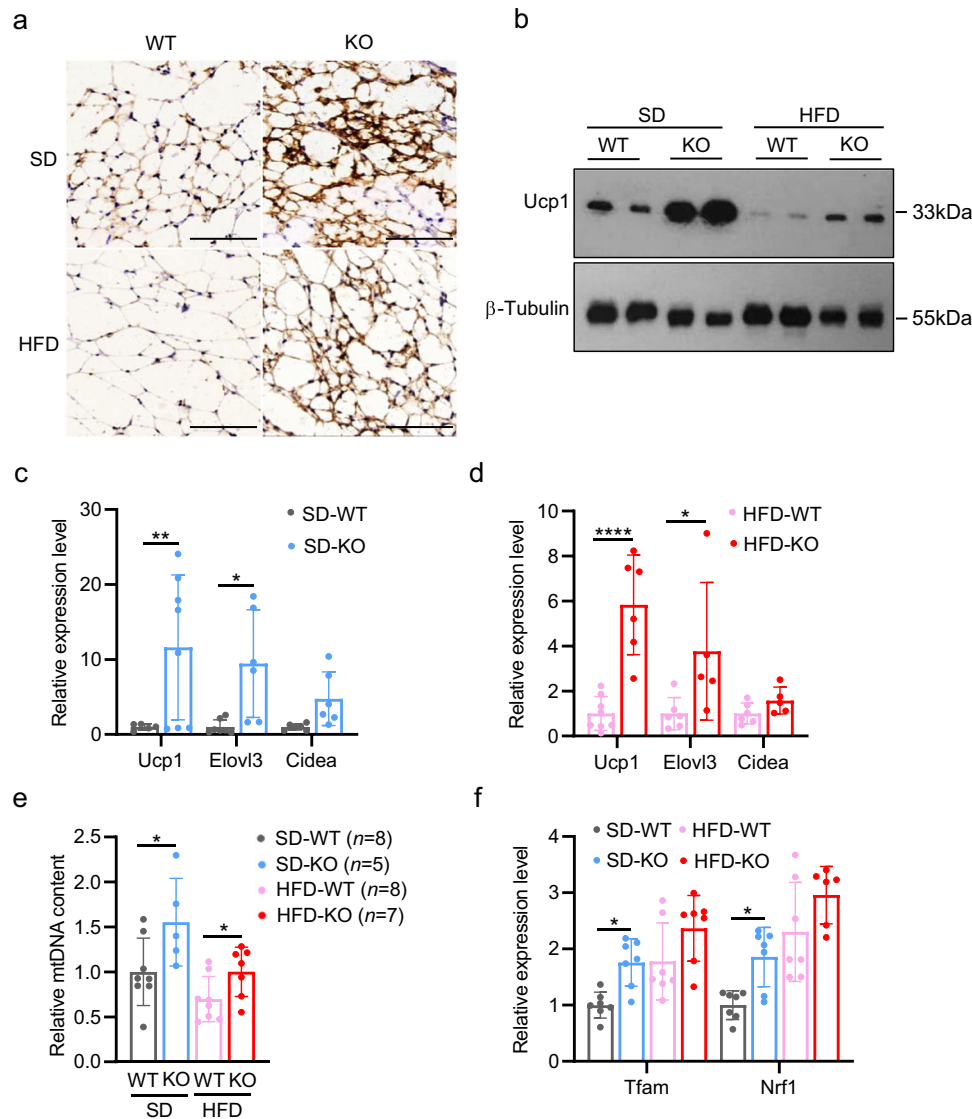 a
WT KO
SD
HFD
b
SD HFD
WT KO WT KO
Ucp1
33kDa
β-Tubulin
55kDa
c
Relative expression level
30
20
10
0
** *
SD-WT
SD-KO
Ucp1 Elovl3 Cidea
d
Relative expression level
10
8
6
4
2
0
**** *
HFD-WT
HFD-KO
Ucp1 Elovl3 Cidea
e
Relative mtDNA content
2.5
2.0
1.5
1.0
0.5
0.0
* *
SD-WT (n=8)
SD-KO (n=5)
HFD-WT (n=8)
HFD-KO (n=7)
WT KO WT KO
SD HFD
f
Relative expression level
4
3
2
1
0
SD-WT HFD-WT
SD-KO HFD-KO
* *
Tfam Nrf1